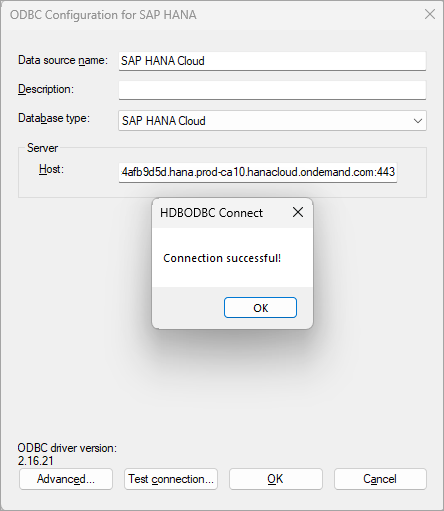 ODBC Configuration for SAP HANA
Data source name: SAP HANA Cloud
Description:
Database type: SAP HANA Cloud
Server
Host: 4afb9d5d.hana.prod-ca10.hanacloud.ondemand.com:443
HDBODBC Connect
Connection successful!
OK
ODBC driver version:
2.16.21
Advanced... Test connection... OK Cancel